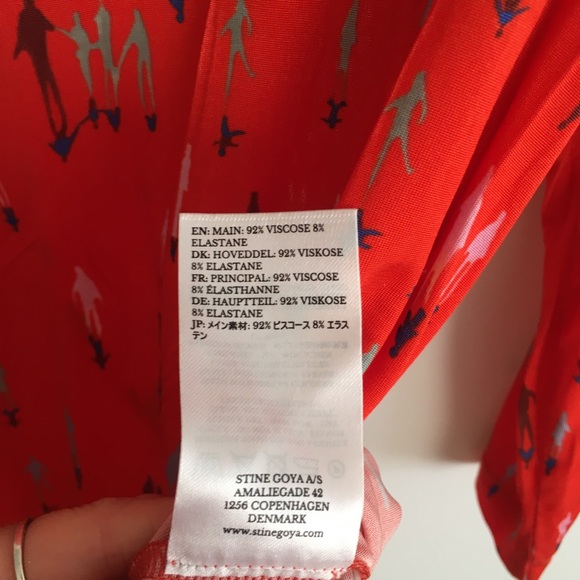 EN: MAIN: 92% VISCOSE 8%
ELASTANE
DK: HOVEDDEL: 92% VISKOSE
8% ELASTANE
FR: PRINCIPAL: 92% VISCOSE
8% ÉLASTHANNE
DE: HAUPTTEIL: 92% VISKOSE
8% ELASTANE
JP: メイン素材: 92% ビスコース 8% エラス
テン
STINE GOYA A/S
AMALIEGADE 42
1256 COPENHAGEN
DENMARK
www.stinegoya.com